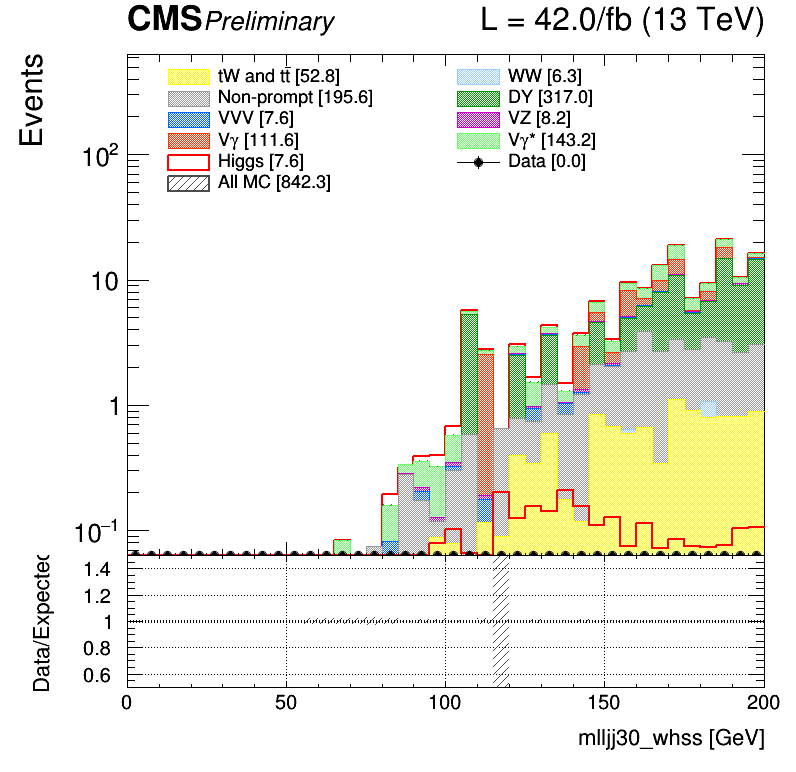 CMS Preliminary L = 42.0/fb (13 TeV)
Events
tW and tt̄ [52.8] WW [6.3]
Non-prompt [195.6] DY [317.0]
VVV [7.6] VZ [8.2]
Vγ [111.6] Vγ* [143.2]
Higgs [7.6] Data [0.0]
All MC [842.3]
10²
10
1
10⁻¹
Data/Expected
1.4
1.2
1
0.8
0.6
0 50 100 150 200
mlljj30_whss [GeV]